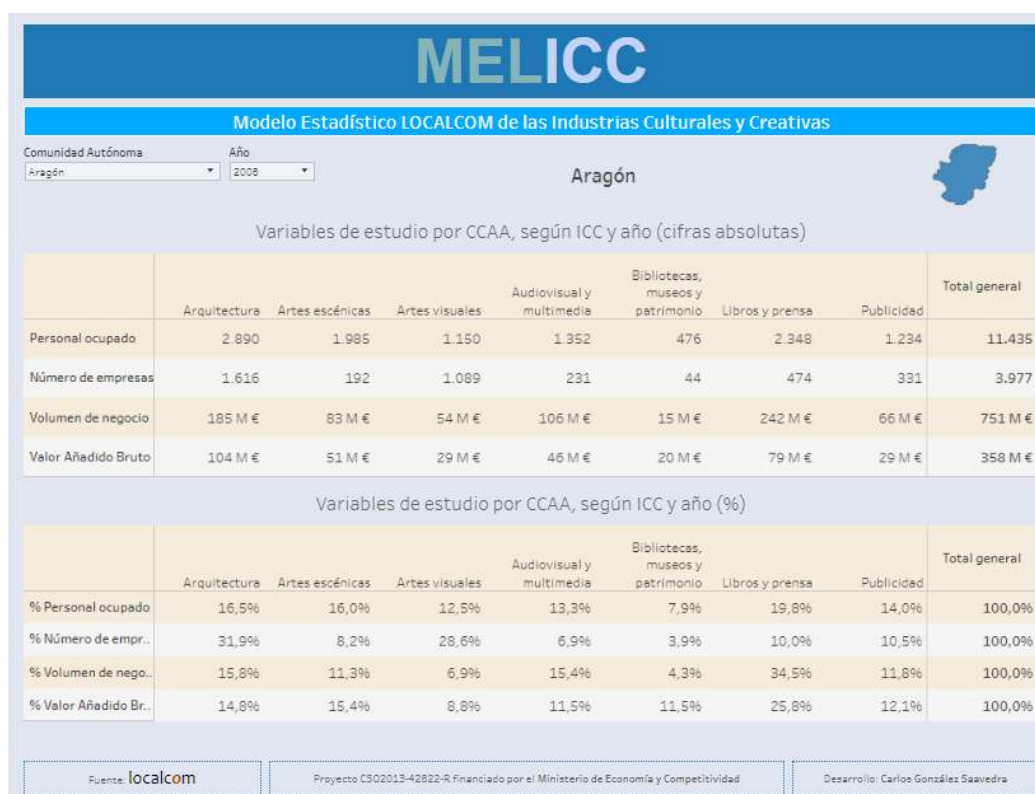 MELICC
Modelo Estadístico LOCALCOM de las Industrias Culturales y Creativas
Comunidad Autónoma Año
Aragón 2008
Aragón
Variables de estudio por CCAA, según ICC y año (cifras absolutas)
Arquitectura Artes escénicas Artes visuales Audiovisual y multimedia Bibliotecas, museos y patrimonio Libros y prensa Publicidad Total general
Personal ocupado 2.890 1.985 1.150 1.352 476 2.348 1.234 11.435
Número de empresas 1.616 192 1.089 231 44 474 331 3.977
Volumen de negocio 185 M € 83 M € 54 M € 106 M € 15 M € 242 M € 66 M € 751 M €
Valor Añadido Bruto 104 M € 51 M € 29 M € 46 M € 20 M € 79 M € 29 M € 358 M €
Variables de estudio por CCAA, según ICC y año (%)
Arquitectura Artes escénicas Artes visuales Audiovisual y multimedia Bibliotecas, museos y patrimonio Libros y prensa Publicidad Total general
% Personal ocupado 16,5% 16,0% 12,5% 13,3% 7,9% 19,8% 14,0% 100,0%
% Número de empr.. 31,9% 8,2% 28,6% 6,9% 3,9% 10,0% 10,5% 100,0%
% Volumen de nego.. 15,8% 11,3% 6,9% 15,4% 4,3% 34,5% 11,8% 100,0%
% Valor Añadido Br.. 14,8% 15,4% 8,8% 11,5% 11,5% 25,8% 12,1% 100,0%
Fuente: localcom
Proyecto CSO2013-42822-R financiado por el Ministerio de Economía y Competitividad
Desarrollo: Carlos González Saavedra